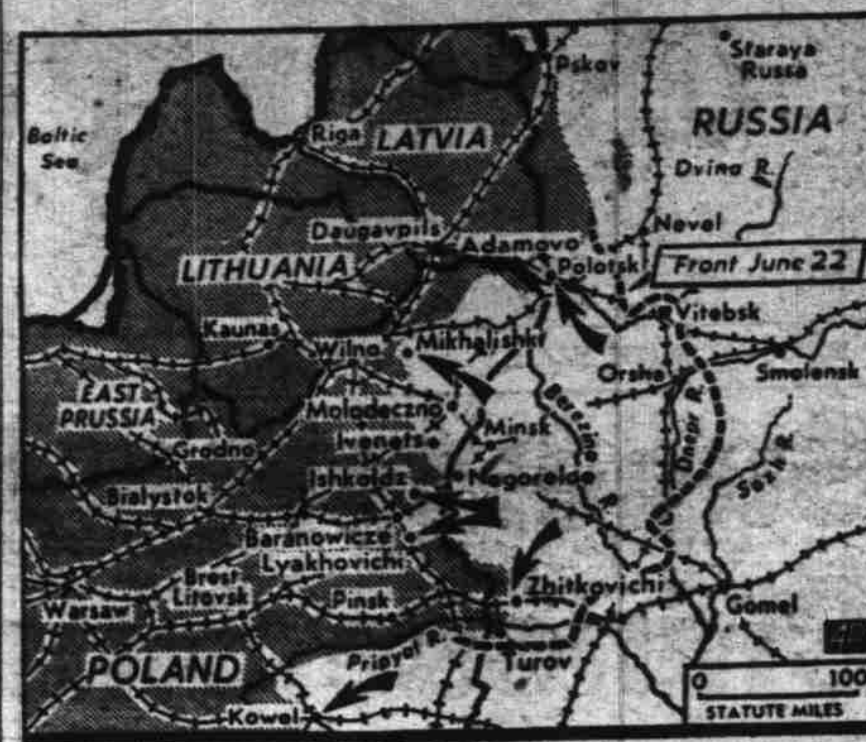 Pskov
Staraya
Russa
RUSSIA
Baltic
Sea
Riga
LATVIA
Dvina R.
Nevel
Daugavpils
Adamovo
Polotsk
Front June 22
LITHUANIA
Vitebsk
Kaunas
Wilno
Mikhalishki
Orsha
Smolensk
EAST
PRUSSIA
Molodeczno
Berezina R.
Dnepr R.
Minsk
Ivenets
Grodno
Sozh R.
Ishkoldz
Negoreloe
Bialystok
Baranowicze
Lyakhovichi
Brest
Litovsk
Zhitkovichi
Warsaw
Pinsk
Gomel
POLAND
Pripyat R.
Turov
Kowel
0 100
STATUTE MILES